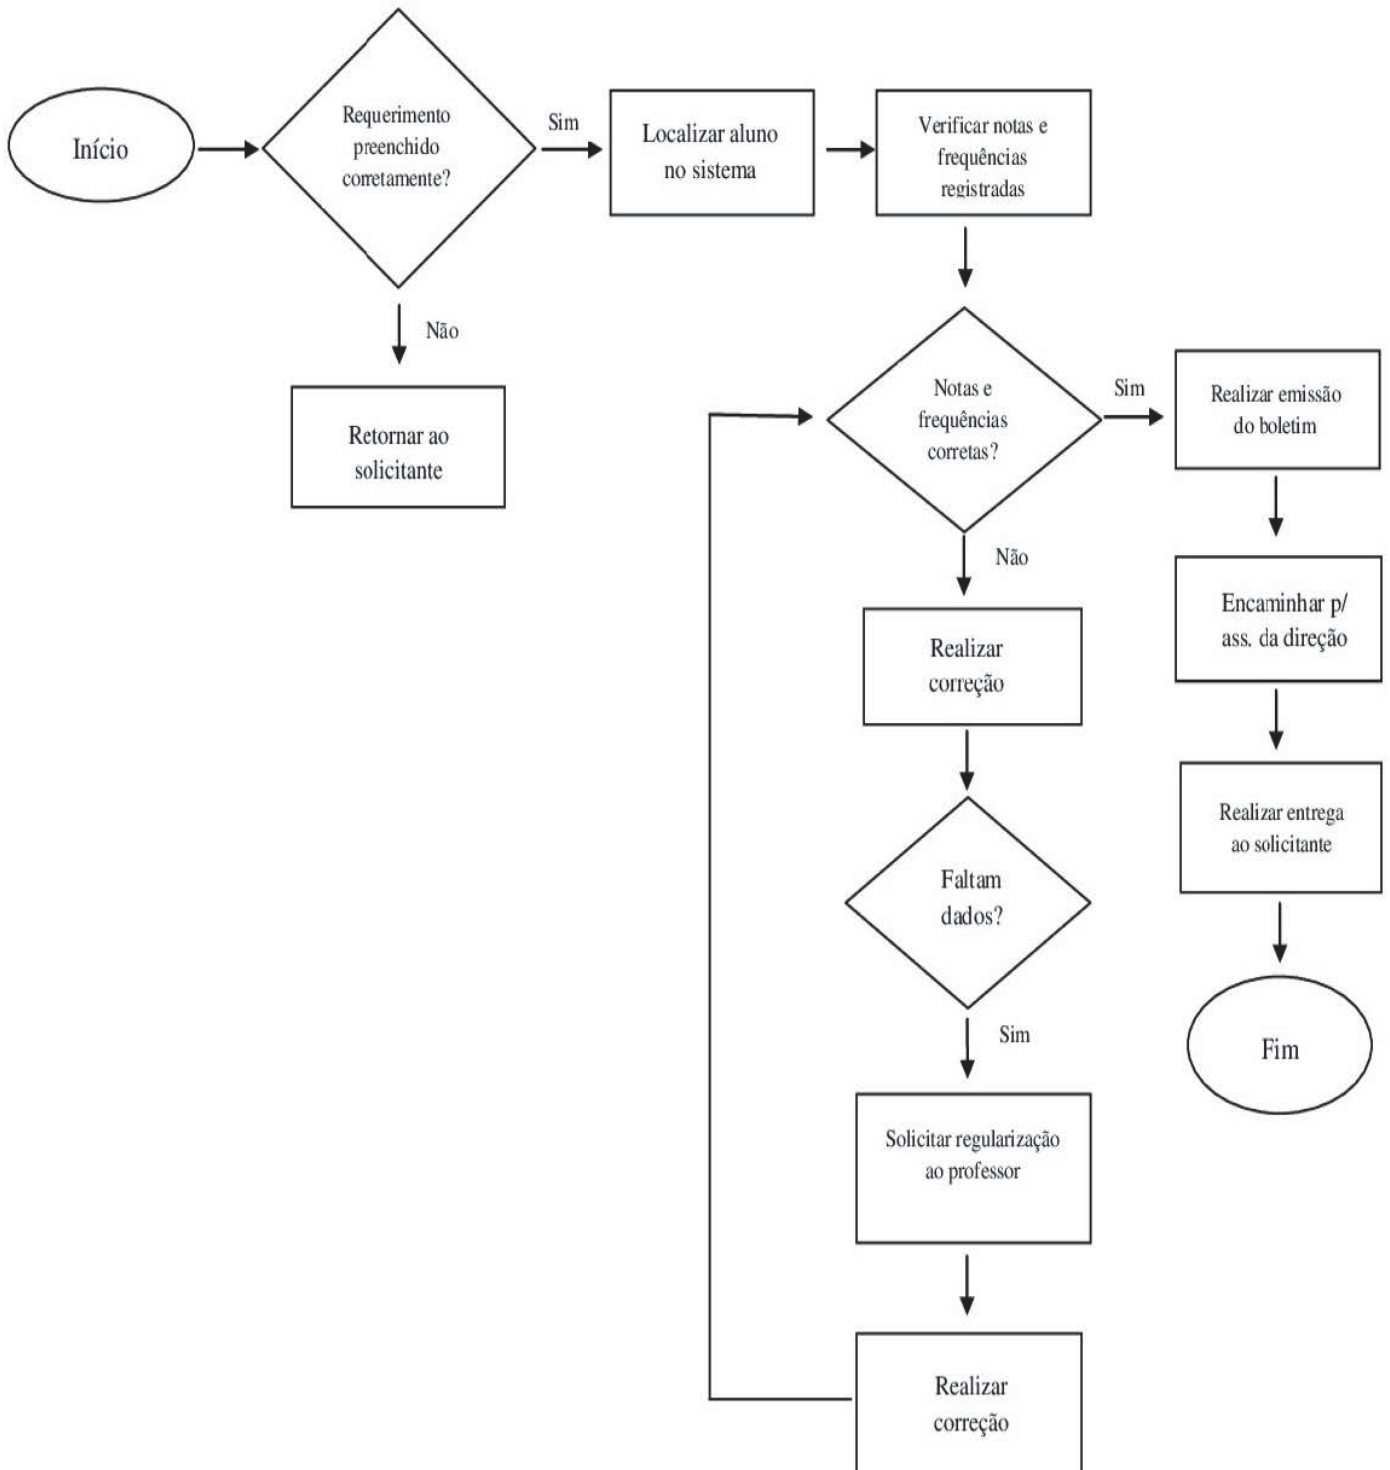 Início
Requerimento
preenchido
corretamente?
Sim
Localizar aluno
no sistema
Verificar notas e
frequências
registradas
Não
Retornar ao
solicitante
Notas e
frequências
corretas?
Sim
Realizar emissão
do boletim
Não
Encaminhar p/
ass. da direção
Realizar
correção
Realizar entrega
ao solicitante
Faltam
dados?
Sim
Fim
Solicitar regularização
ao professor
Realizar
correção